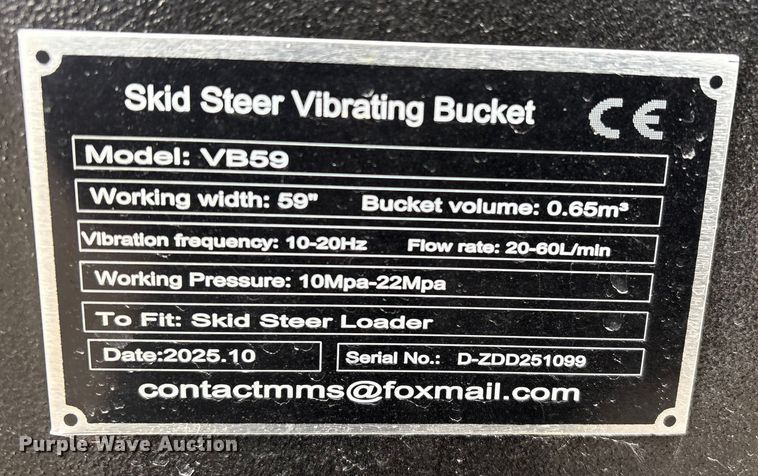 Skid Steer Vibrating Bucket CE
Model: VB59
Working width: 59" Bucket volume: 0.65m³
Vibration frequency: 10-20Hz Flow rate: 20-60L/min
Working Pressure: 10Mpa-22Mpa
To Fit: Skid Steer Loader
Date:2025.10 Serial No.: D-ZDD251099
contactmms@foxmail.com
Purple Wave Auction